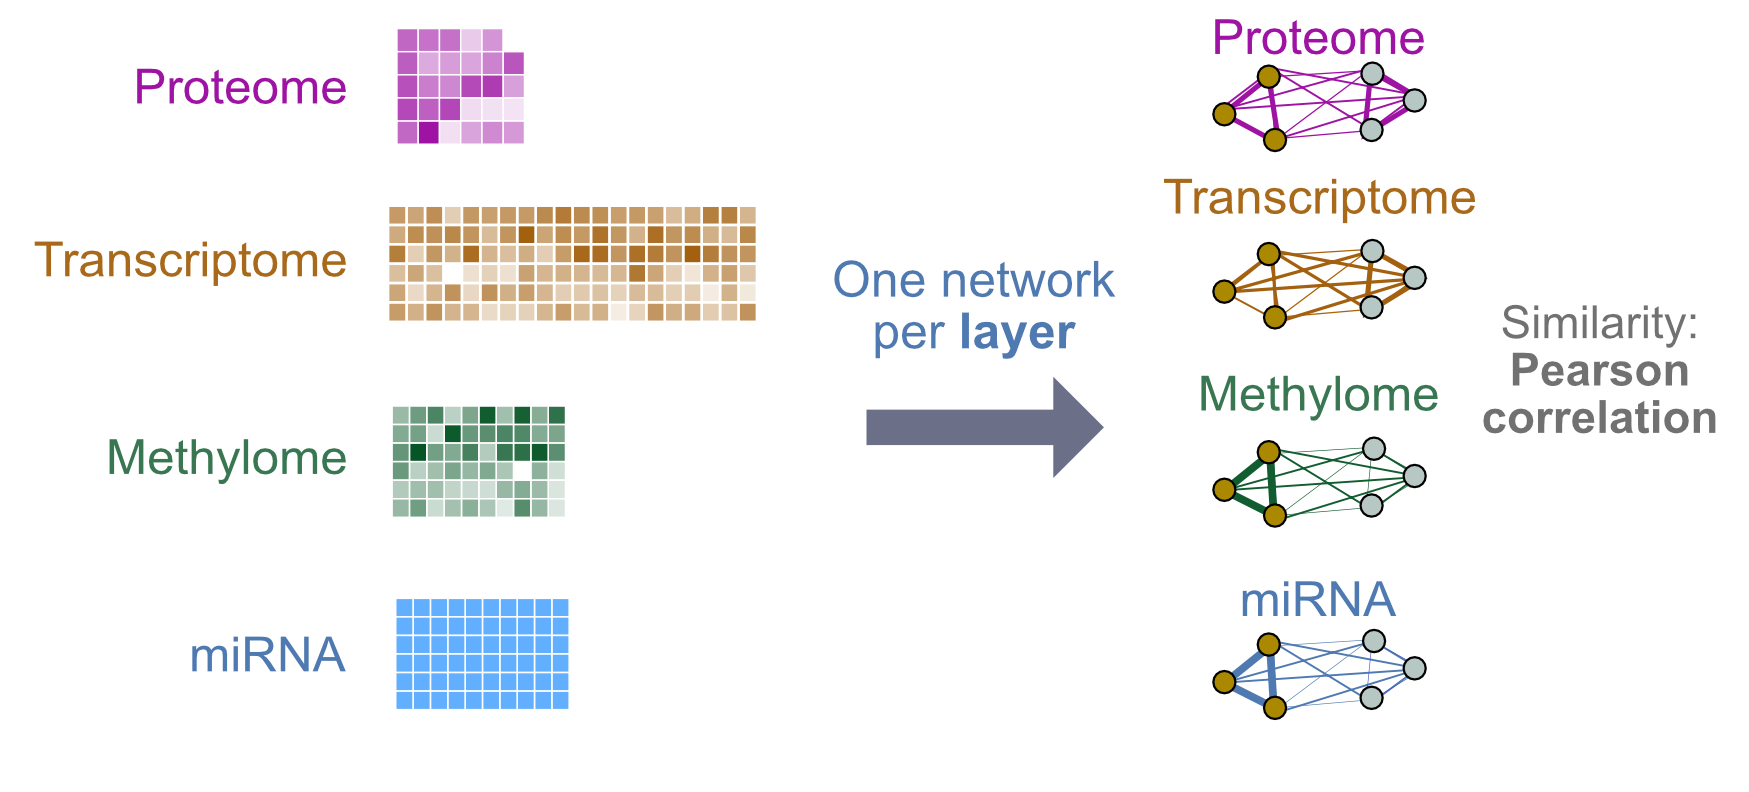 Proteome
Transcriptome
Methylome
miRNA
One network
per layer
Proteome
Transcriptome
Methylome
miRNA
Similarity:
Pearson
correlation